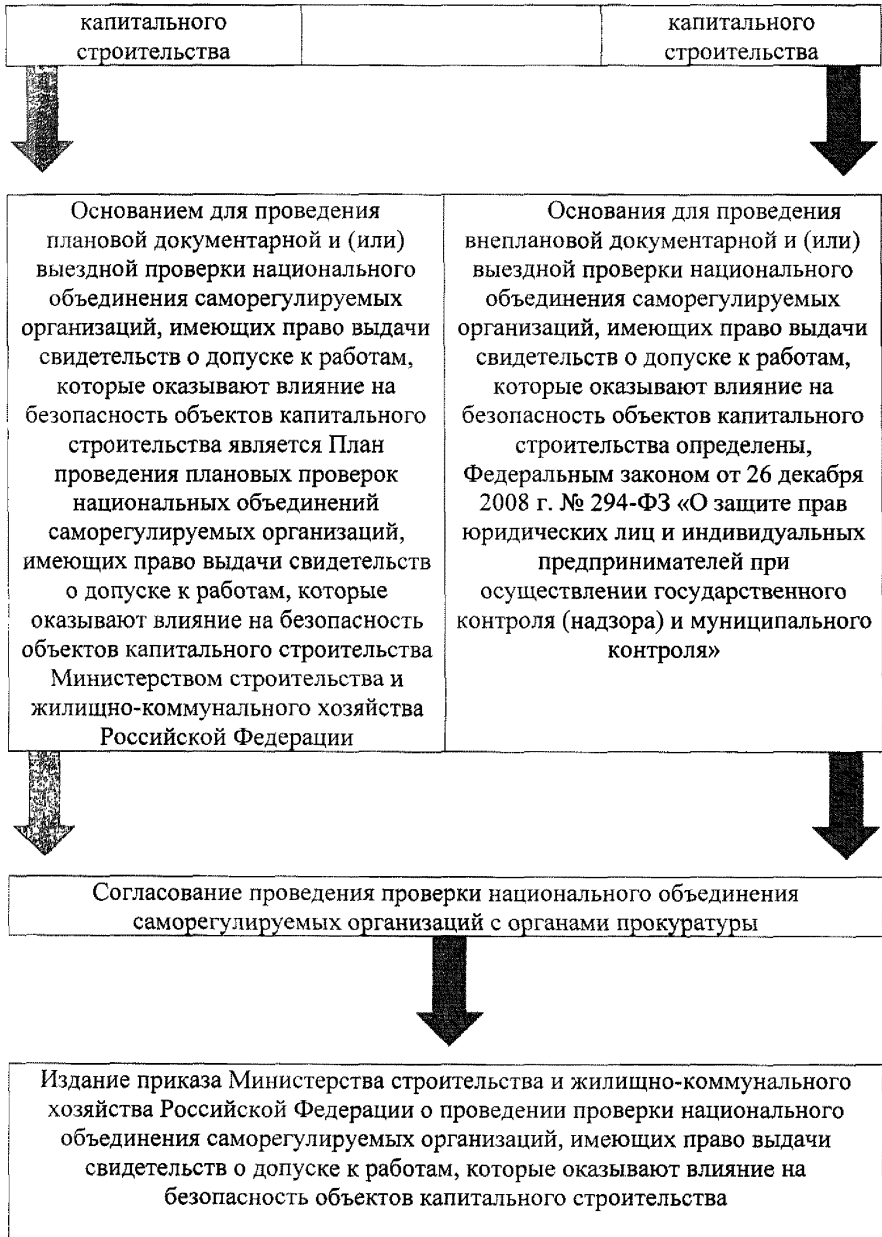 капитального
строительства
капитального
строительства
Основанием для проведения
плановой документарной и (или)
выездной проверки национального
объединения саморегулируемых
организаций, имеющих право выдачи
свидетельств о допуске к работам,
которые оказывают влияние на
безопасность объектов капитального
строительства является План
проведения плановых проверок
национальных объединений
саморегулируемых организаций,
имеющих право выдачи свидетельств
о допуске к работам, которые
оказывают влияние на безопасность
объектов капитального строительства
Министерством строительства и
жилищно-коммунального хозяйства
Российской Федерации
Основания для проведения
внеплановой документарной и (или)
выездной проверки национального
объединения саморегулируемых
организаций, имеющих право выдачи
свидетельств о допуске к работам,
которые оказывают влияние на
безопасность объектов капитального
строительства определены,
Федеральным законом от 26 декабря
2008 г. № 294-ФЗ «О защите прав
юридических лиц и индивидуальных
предпринимателей при
осуществлении государственного
контроля (надзора) и муниципального
контроля»
Согласование проведения проверки национального объединения
саморегулируемых организаций с органами прокуратуры
Издание приказа Министерства строительства и жилищно-коммунального
хозяйства Российской Федерации о проведении проверки национального
объединения саморегулируемых организаций, имеющих право выдачи
свидетельств о допуске к работам, которые оказывают влияние на
безопасность объектов капитального строительства